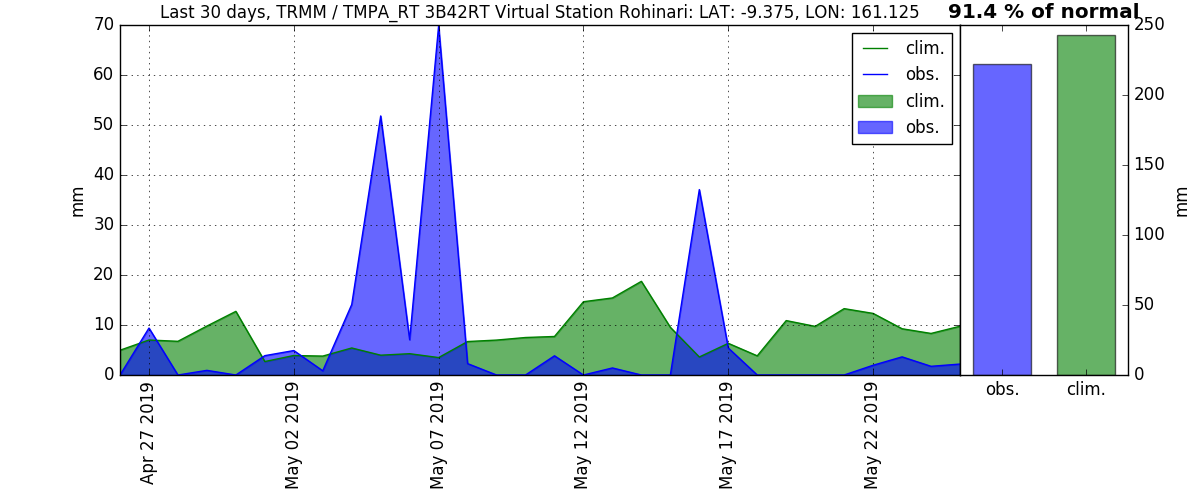 Last 30 days, TRMM / TMPA_RT 3B42RT Virtual Station Rohinari: LAT: -9.375, LON: 161.125
91.4 % of normal
70
60
50
40
30
20
10
0
mm
clim.
obs.
clim.
obs.
Apr 27 2019
May 02 2019
May 07 2019
May 12 2019
May 17 2019
May 22 2019
250
200
150
100
50
0
mm
obs.
clim.